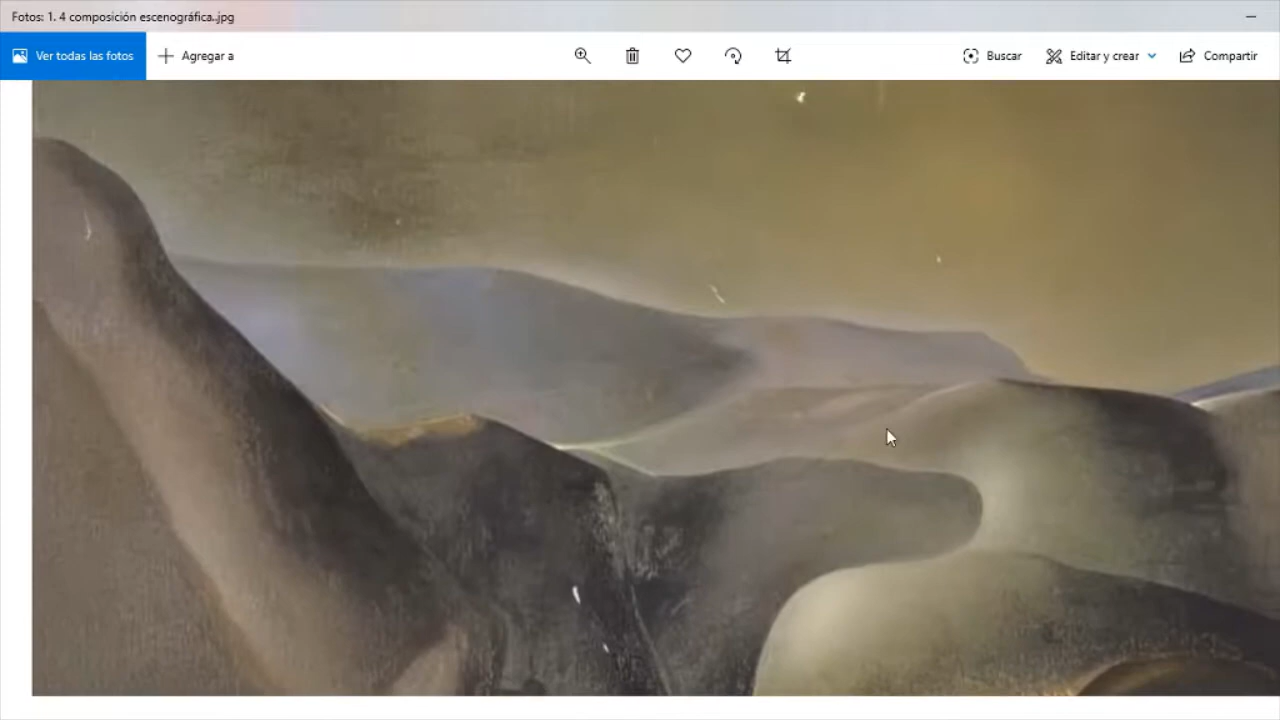 Fotos: 1. 4 composición escenográfica..jpg
Ver todas las fotos
Agregar a
Buscar
Editar y crear
Compartir